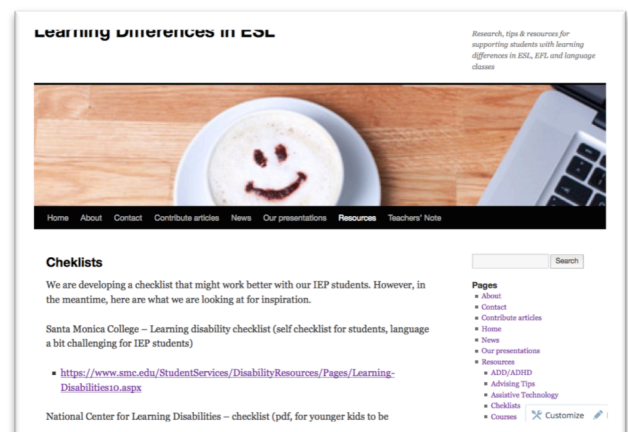 Learning Differences in ESL
Research, tips & resources for
supporting students with learning
differences in ESL, EFL and language
classes
Home About Contact Contribute articles News Our presentations Resources Teachers' Note
Cheklists
We are developing a checklist that might work better with our IEP students. However, in
the meantime, here are what we are looking at for inspiration.
Santa Monica College – Learning disability checklist (self checklist for students, language
a bit challenging for IEP students)
https://www.smc.edu/StudentServices/DisabilityResources/Pages/Learning-
Disabilities10.aspx
National Center for Learning Disabilities – checklist (pdf, for younger kids to be
Search
Pages
About
Contact
Contribute articles
Home
News
Our presentations
Resources
ADD/ADHD
Advising Tips
Assistive Technology
Cheklists
Courses
Customize